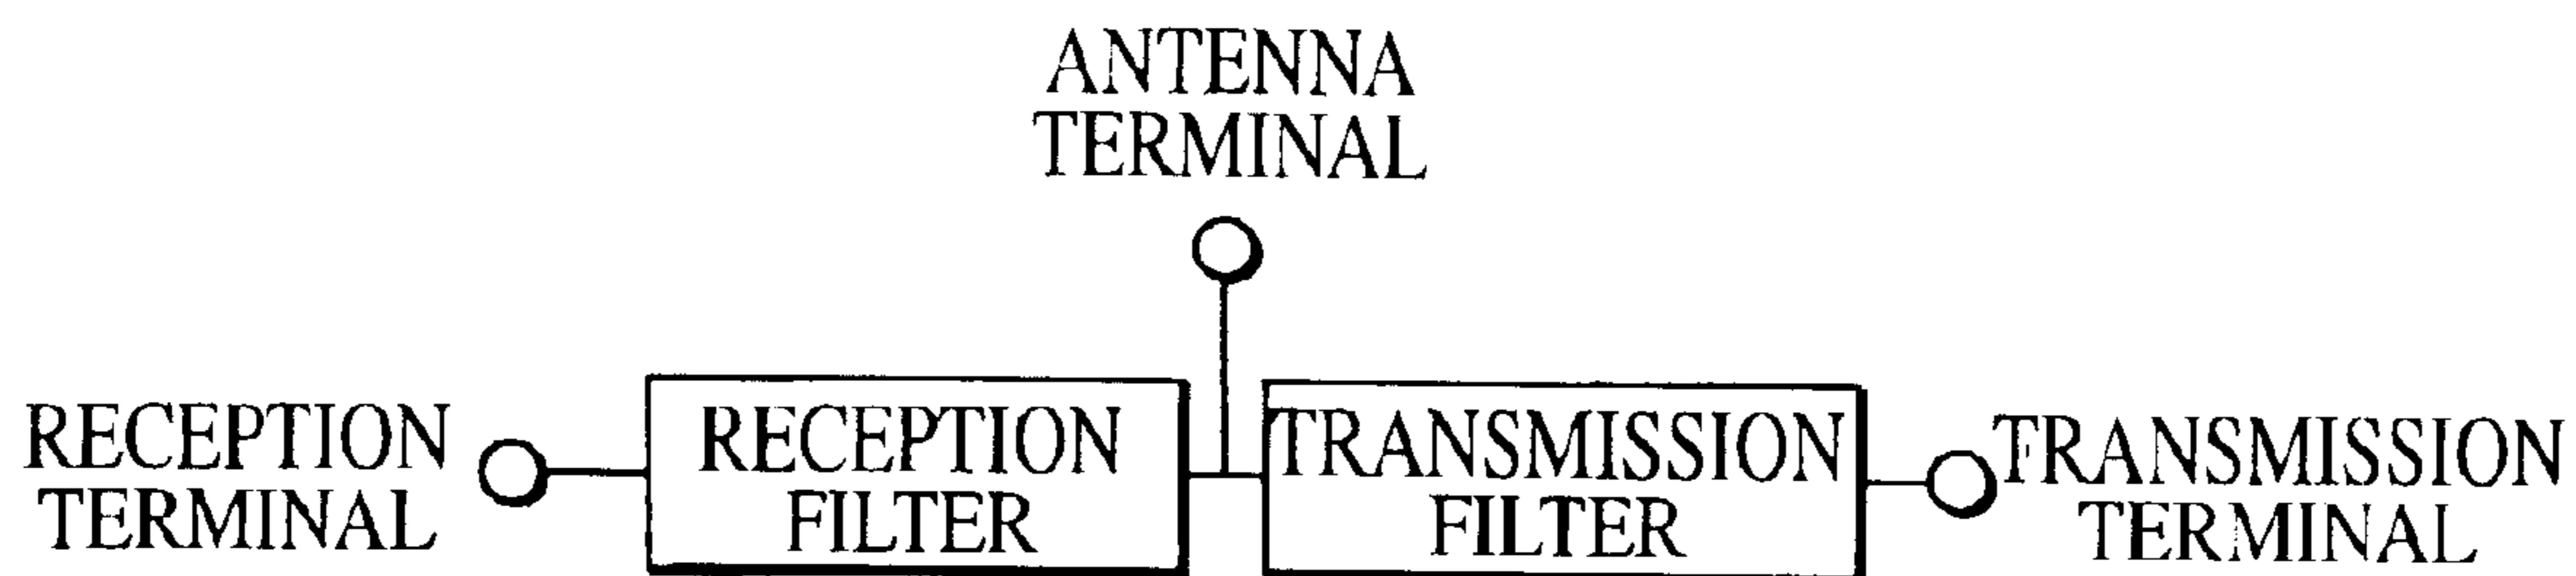 ANTENNA
TERMINAL
RECEPTION
TERMINAL
RECEPTION
FILTER
TRANSMISSION
FILTER
TRANSMISSION
TERMINAL